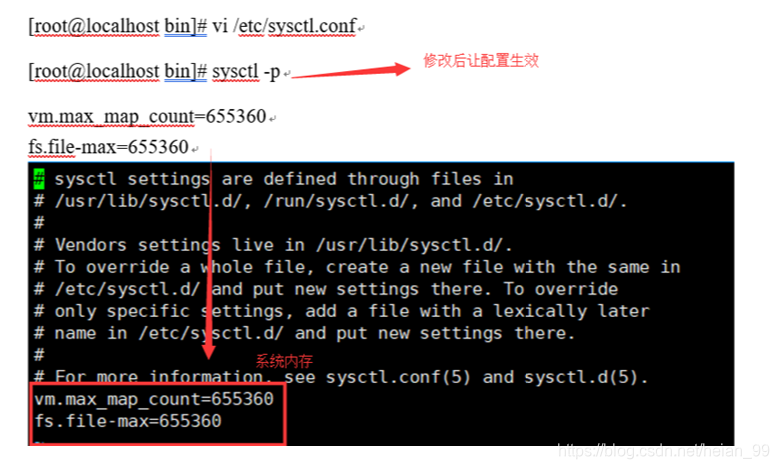 [root@localhost bin]# vi /etc/sysctl.conf
[root@localhost bin]# sysctl -p
修改后让配置生效
vm.max_map_count=655360
fs.file-max=655360
# sysctl settings are defined through files in
# /usr/lib/sysctl.d/, /run/sysctl.d/, and /etc/sysctl.d/.
#
# Vendors settings live in /usr/lib/sysctl.d/.
# To override a whole file, create a new file with the same in
# /etc/sysctl.d/ and put new settings there. To override
# only specific settings, add a file with a lexically later
# name in /etc/sysctl.d/ and put new settings there.
#
系统内存
# For more information, see sysctl.conf(5) and sysctl.d(5).
vm.max_map_count=655360
fs.file-max=655360
~
https://blog.csdn.net/heian_99